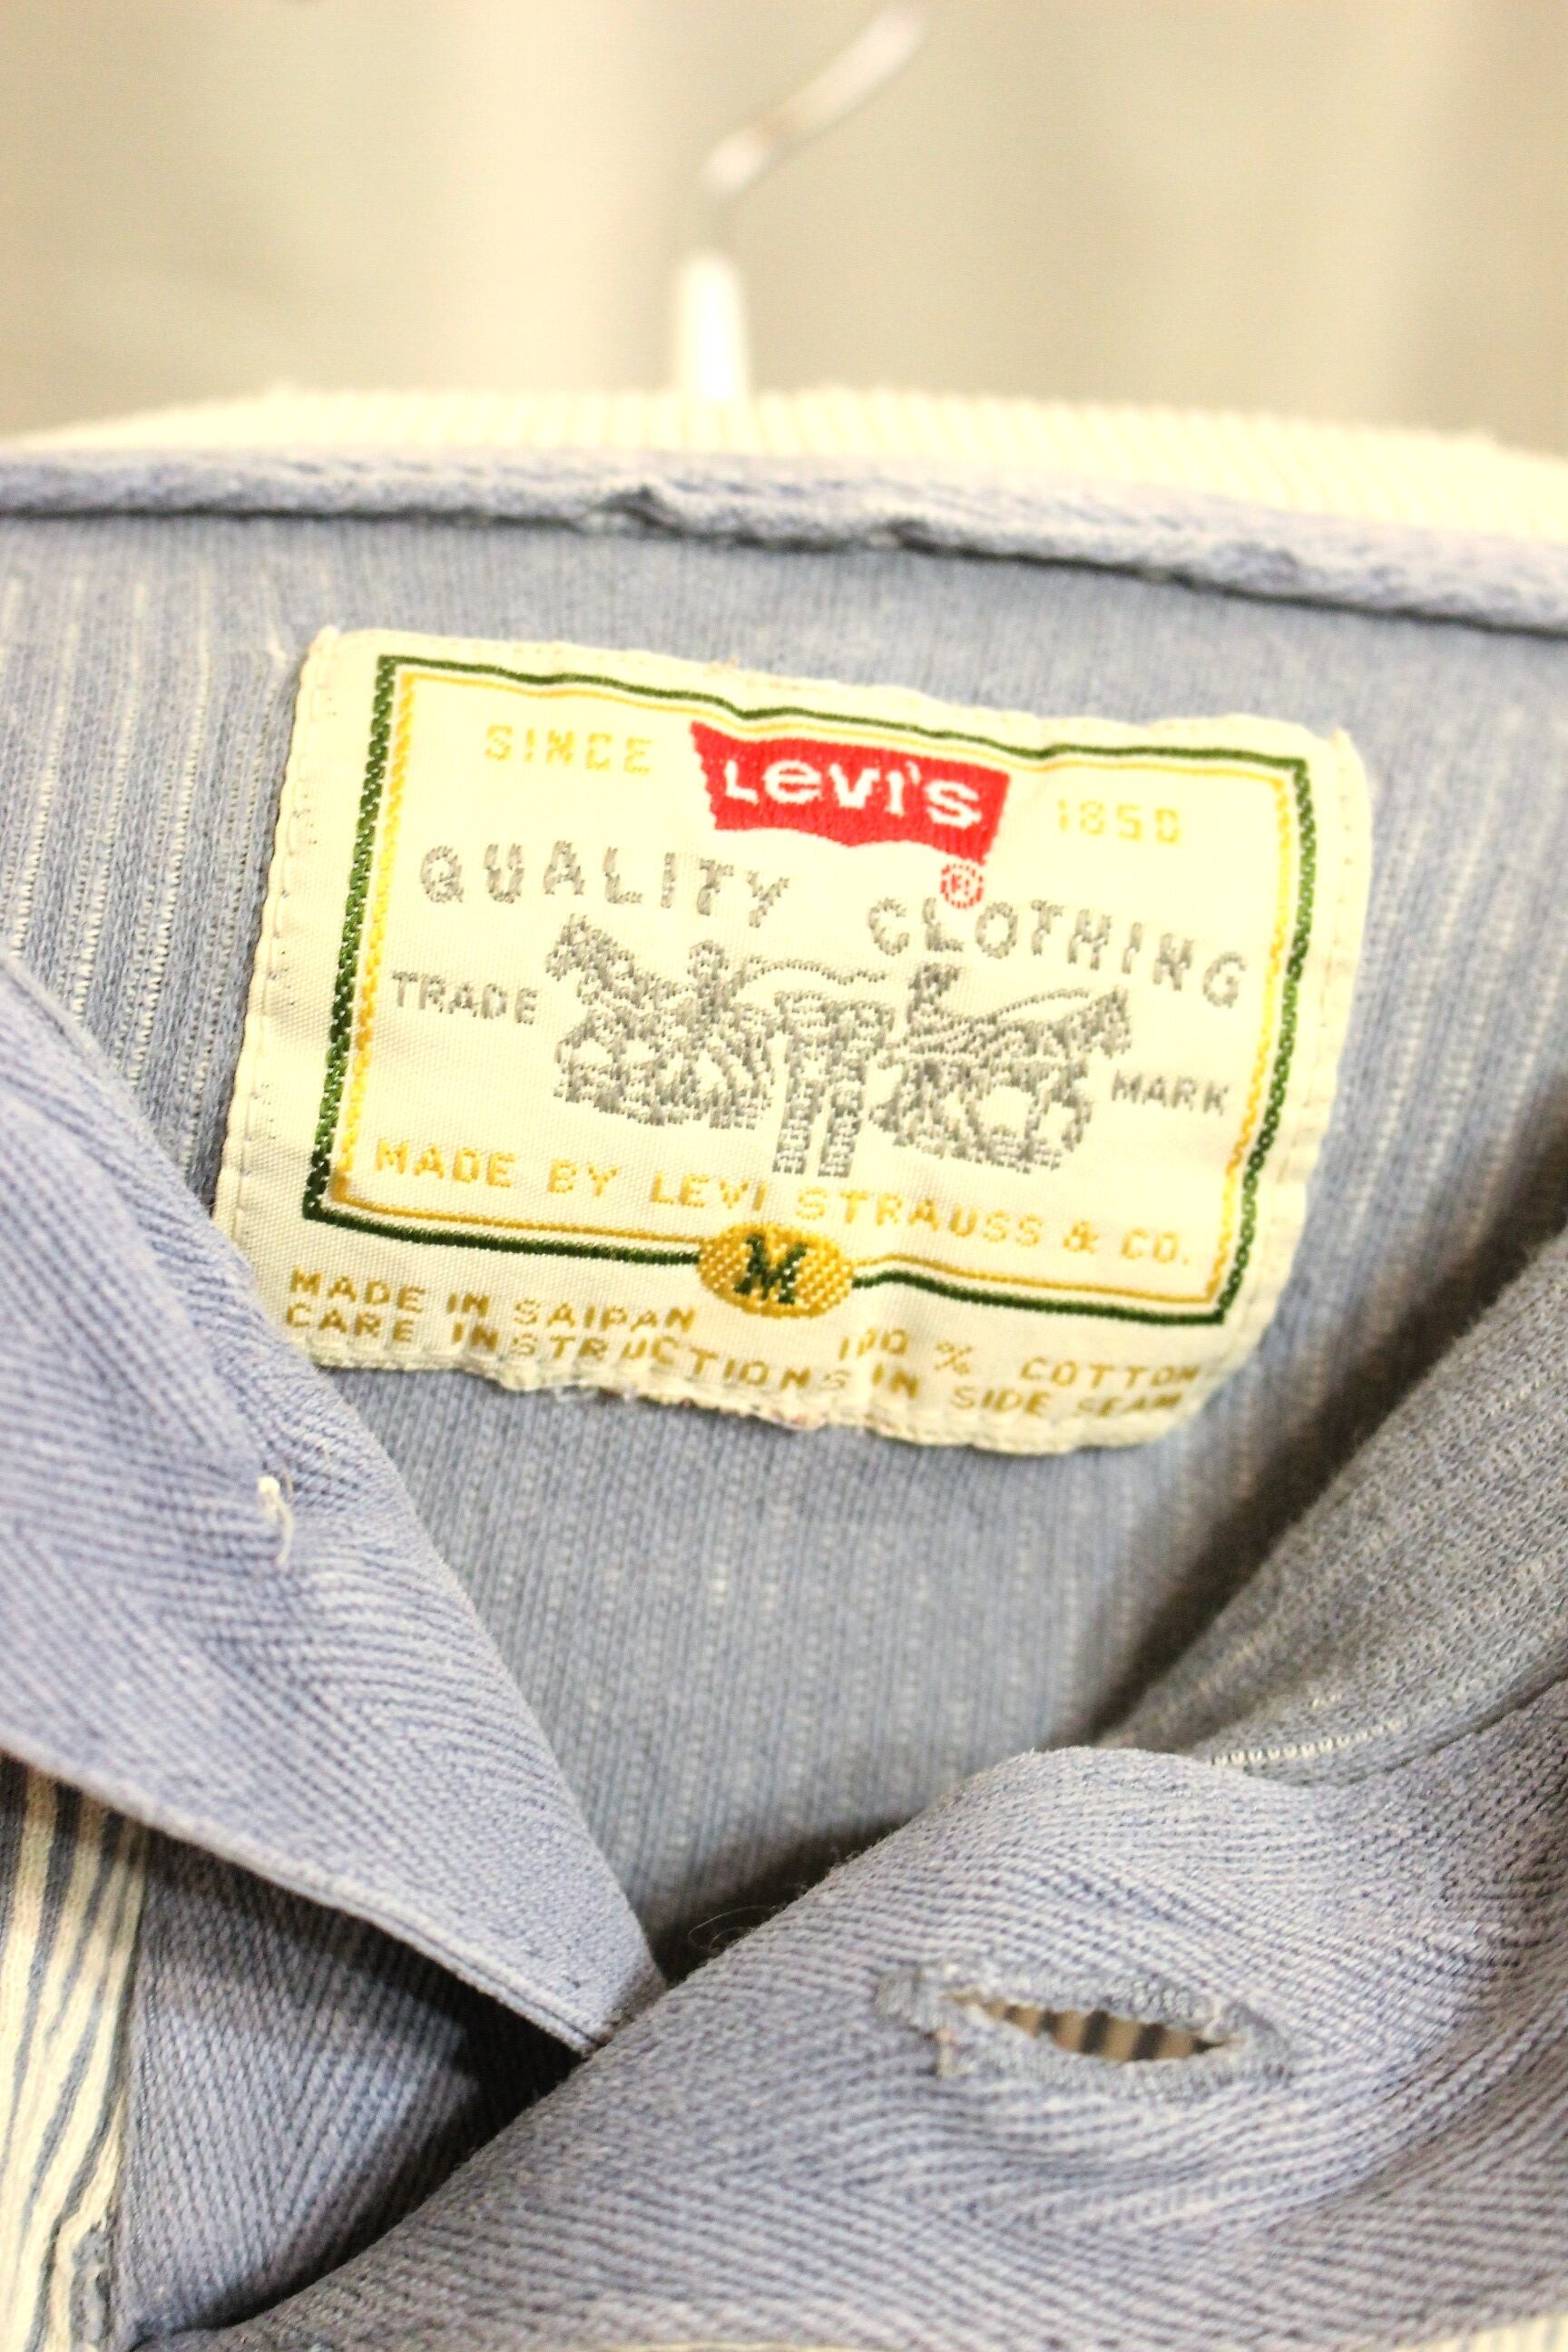 SINCE Levi's 1850
®
QUALITY CLOTHING
TRADE MARK
MADE BY LEVI STRAUSS & CO.
M
MADE IN SAIPAN 100 % COTTON
CARE INSTRUCTIONS IN SIDE SEAM